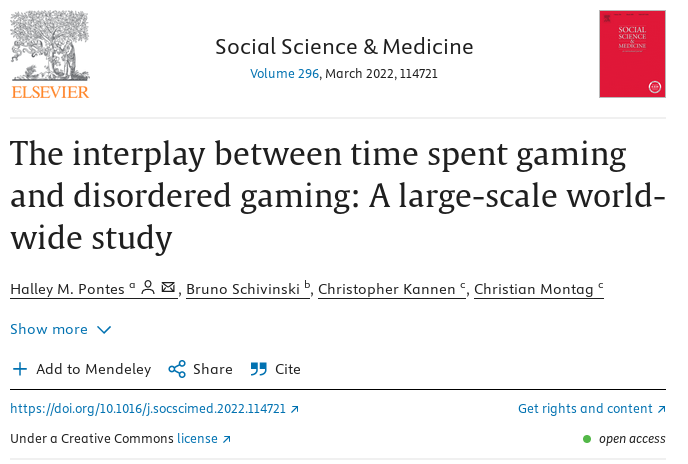 Social Science & Medicine
Volume 296, March 2022, 114721
ELSEVIER
SOCIAL
SCIENCE
&
MEDICINE
The interplay between time spent gaming
and disordered gaming: A large-scale world-
wide study
Halley M. Pontes a, Bruno Schivinski b, Christopher Kannen c, Christian Montag c
Show more
Add to Mendeley Share Cite
https://doi.org/10.1016/j.socscimed.2022.114721 Get rights and content
Under a Creative Commons license open access